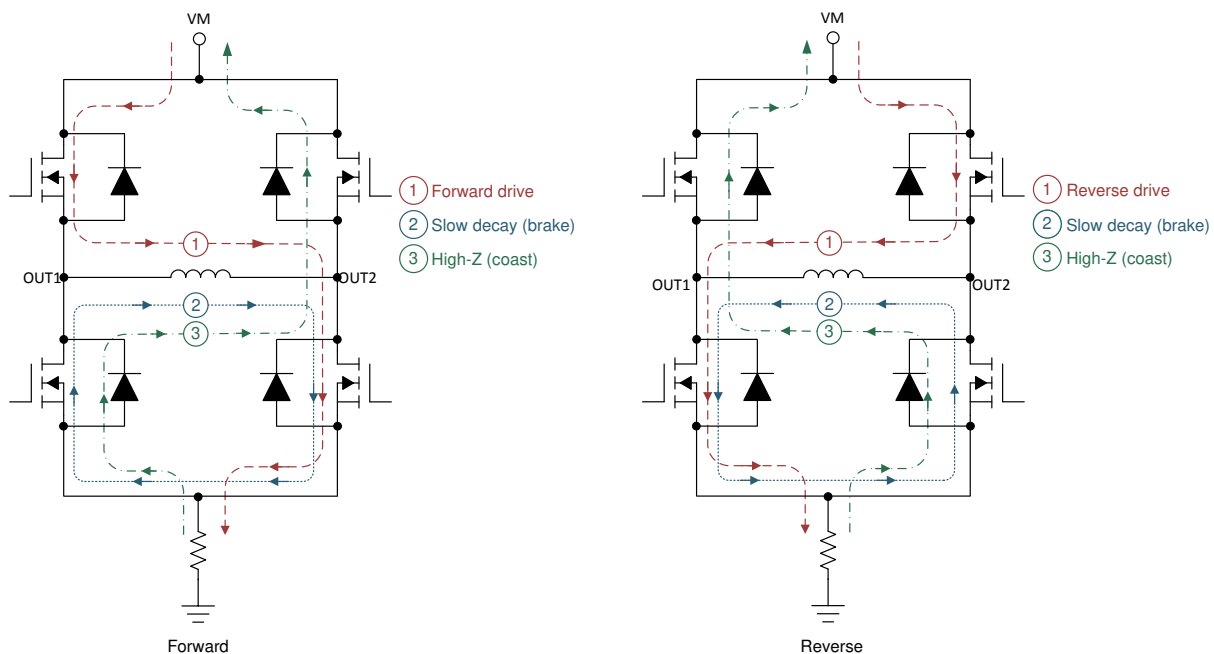 VM
1 Forward drive
2 Slow decay (brake)
3 High-Z (coast)
1
OUT1
OUT2
2
3
Forward
VM
1 Reverse drive
2 Slow decay (brake)
3 High-Z (coast)
1
OUT1
OUT2
2
3
Reverse